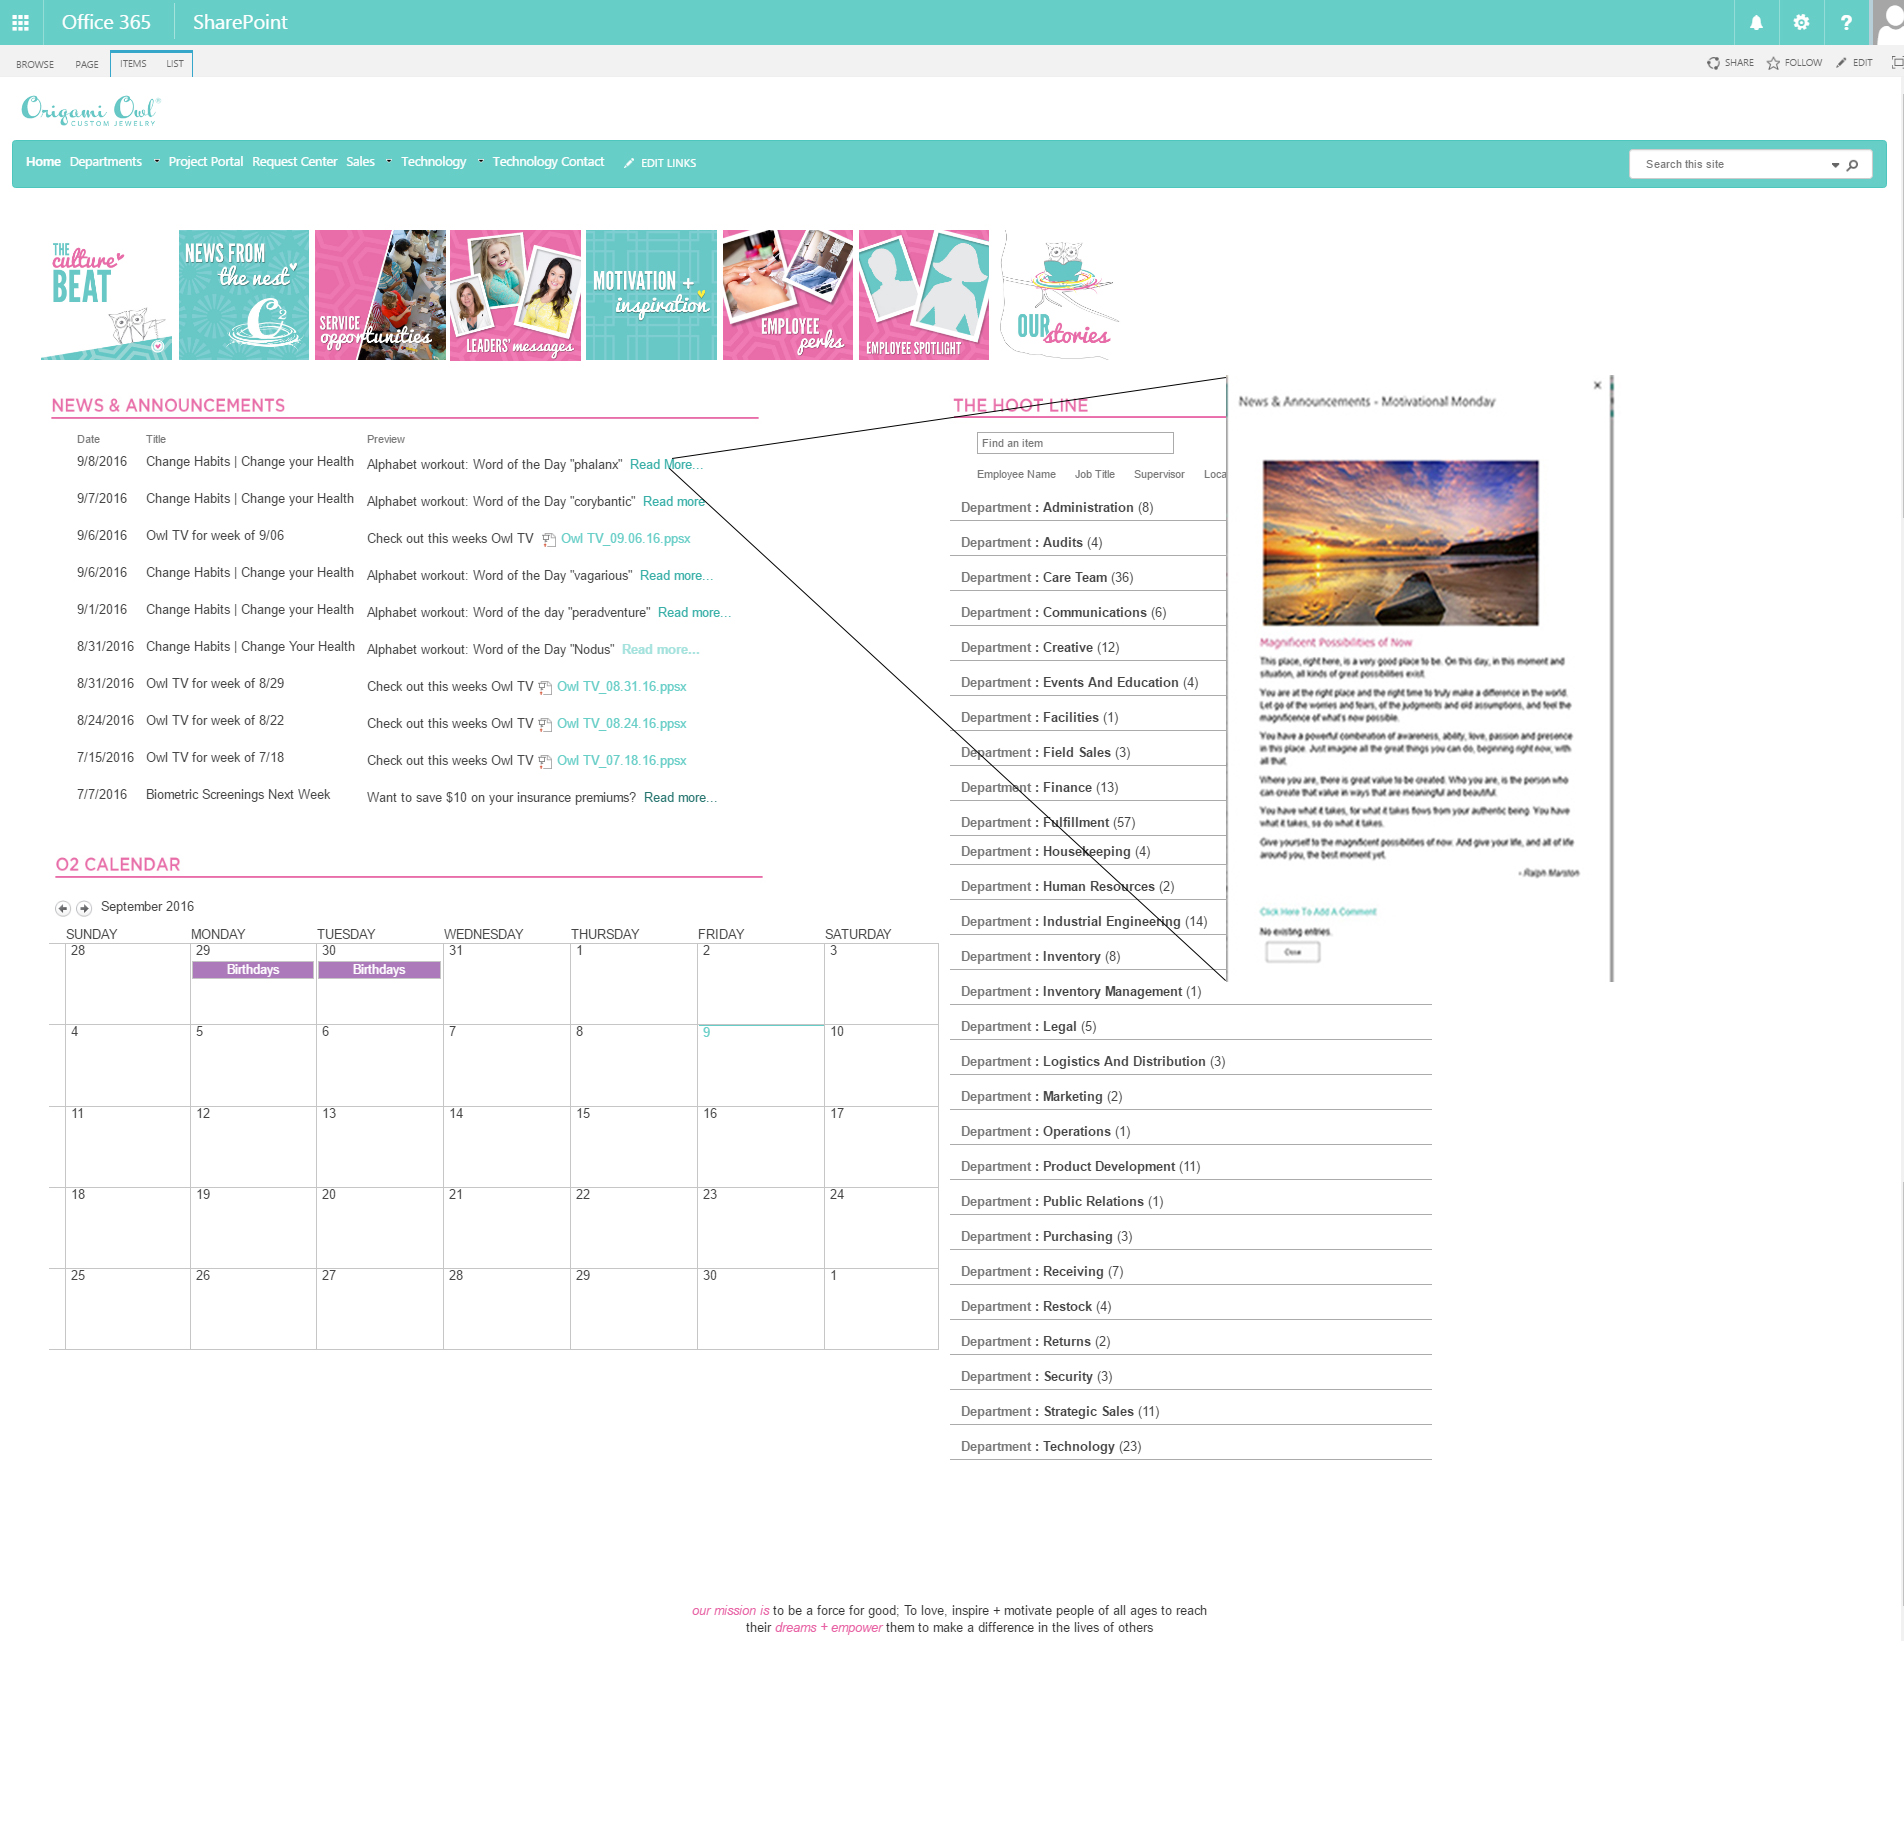 Office 365 SharePoint
BROWSE PAGE ITEMS LIST SHARE FOLLOW EDIT
Origami Owl®
CUSTOM JEWELRY
Home Departments Project Portal Request Center Sales Technology Technology Contact EDIT LINKS Search this site
THE
culture
BEAT
NEWS FROM
the nest
SERVICE
opportunities
LEADERS' messages
MOTIVATION +
inspiration
EMPLOYEE
perks
EMPLOYEE SPOTLIGHT
OUR stories
NEWS & ANNOUNCEMENTS
Date Title Preview
9/8/2016 Change Habits | Change your Health Alphabet workout: Word of the Day "phalanx" Read More...
9/7/2016 Change Habits | Change your Health Alphabet workout: Word of the Day "corybantic" Read more
9/6/2016 Owl TV for week of 9/06 Check out this weeks Owl TV Owl TV_09.06.16.ppsx
9/6/2016 Change Habits | Change your Health Alphabet workout: Word of the Day "vagarious" Read more...
9/1/2016 Change Habits | Change your Health Alphabet workout: Word of the day "peradventure" Read more...
8/31/2016 Change Habits | Change Your Health Alphabet workout: Word of the Day "Nodus" Read more...
8/31/2016 Owl TV for week of 8/29 Check out this weeks Owl TV Owl TV_08.31.16.ppsx
8/24/2016 Owl TV for week of 8/22 Check out this weeks Owl TV Owl TV_08.24.16.ppsx
7/15/2016 Owl TV for week of 7/18 Check out this weeks Owl TV Owl TV_07.18.16.ppsx
7/7/2016 Biometric Screenings Next Week Want to save $10 on your insurance premiums? Read more...
O2 CALENDAR
September 2016
SUNDAY MONDAY TUESDAY WEDNESDAY THURSDAY FRIDAY SATURDAY
28 29 30 31 1 2 3
Birthdays Birthdays
4 5 6 7 8 9 10
11 12 13 14 15 16 17
18 19 20 21 22 23 24
25 26 27 28 29 30 1
THE HOOT LINE
Find an item
Employee Name Job Title Supervisor Loca
Department : Administration (8)
Department : Audits (4)
Department : Care Team (36)
Department : Communications (6)
Department : Creative (12)
Department : Events And Education (4)
Department : Facilities (1)
Department : Field Sales (3)
Department : Finance (13)
Department : Fulfillment (57)
Department : Housekeeping (4)
Department : Human Resources (2)
Department : Industrial Engineering (14)
Department : Inventory (8)
Department : Inventory Management (1)
Department : Legal (5)
Department : Logistics And Distribution (3)
Department : Marketing (2)
Department : Operations (1)
Department : Product Development (11)
Department : Public Relations (1)
Department : Purchasing (3)
Department : Receiving (7)
Department : Restock (4)
Department : Returns (2)
Department : Security (3)
Department : Strategic Sales (11)
Department : Technology (23)
News & Announcements - Motivational Monday
Magnificent Possibilities of Now
This place, right here, is a very good place to be. On this day, in this moment and
situation, all kinds of great possibilities exist.
You are at the right place and the right time to truly make a difference in the world.
Let go of the worries and fears, of the judgments and old assumptions, and feel the
magnificence of what's now possible.
You have a powerful combination of awareness, ability, love, passion and presence
in this place. Just imagine all the great things you can do, beginning right now, with
all that.
Where you are, there is great value to be created. Who you are, is the person who
can create that value in ways that are meaningful and beautiful.
You have what it takes, for what it takes flows from your authentic being. You have
what it takes, so do what it takes.
Give yourself to the magnificent possibilities of now. And give your life, and all of life
around you, the best moment yet.
- Ralph Marston
Click Here To Add A Comment
No existing entries.
Close
our mission is to be a force for good; To love, inspire + motivate people of all ages to reach
their dreams + empower them to make a difference in the lives of others